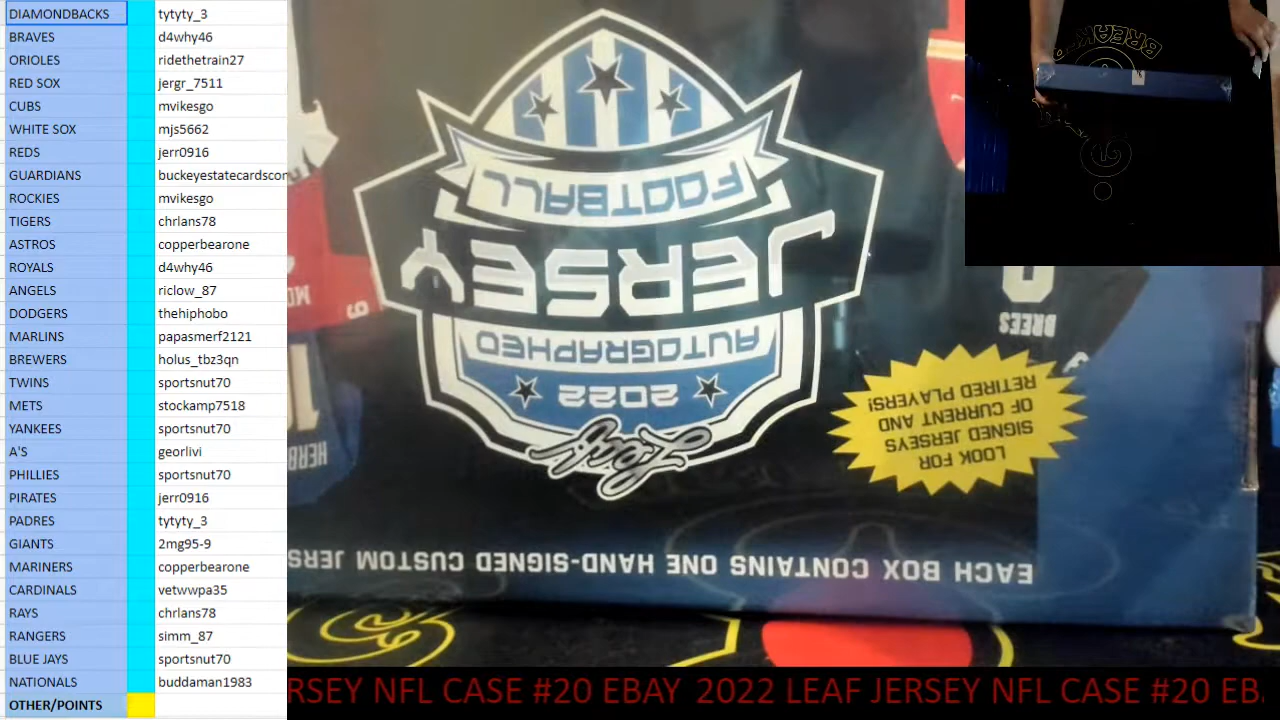 DIAMONDBACKS tytyty_3
BRAVES d4why46
ORIOLES ridethetrain27
RED SOX jergr_7511
CUBS mvikesgo
WHITE SOX mjs5662
REDS jerr0916
GUARDIANS buckeyestatecardscon
ROCKIES mvikesgo
TIGERS chrlans78
ASTROS copperbearone
ROYALS d4why46
ANGELS riclow_87
DODGERS thehiphobo
MARLINS papasmerf2121
BREWERS holus_tbz3qn
TWINS sportsnut70
METS stockamp7518
YANKEES sportsnut70
A'S georlivi
PHILLIES sportsnut70
PIRATES jerr0916
PADRES tytyty_3
GIANTS 2mg95-9
MARINERS copperbearone
CARDINALS vetwwpa35
RAYS chrlans78
RANGERS simm_87
BLUE JAYS sportsnut70
NATIONALS buddaman1983
OTHER/POINTS
EACH BOX CONTAINS ONE HAND-SIGNED CUSTOM JERS
LOOK FOR
SIGNED JERSEYS
OF CURRENT AND
RETIRED PLAYERS!
Leaf
2022
AUTOGRAPHED
JERSEY
FOOTBALL
HERB
BREES
BREAK
RSEY NFL CASE #20 EBAY 2022 LEAF JERSEY NFL CASE #20 EB